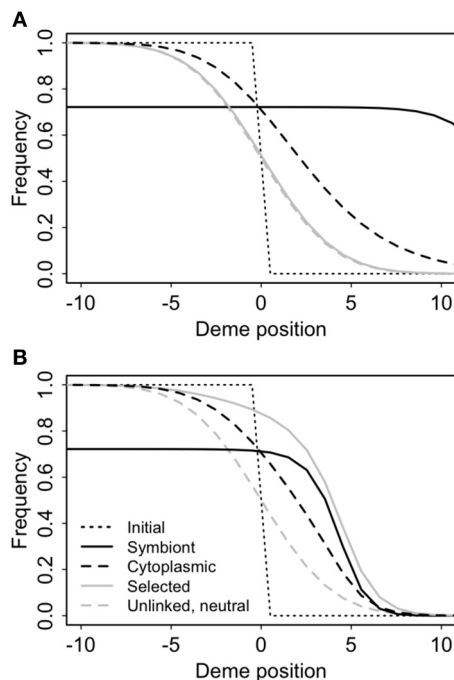 A
Frequency
1.0
0.8
0.6
0.4
0.2
0.0
-10
-5
0
5
10
Deme position
B
Frequency
1.0
0.8
0.6
0.4
0.2
0.0
Initial
Symbiont
Cytoplasmic
Selected
Unlinked, neutral
-10
-5
0
5
10
Deme position